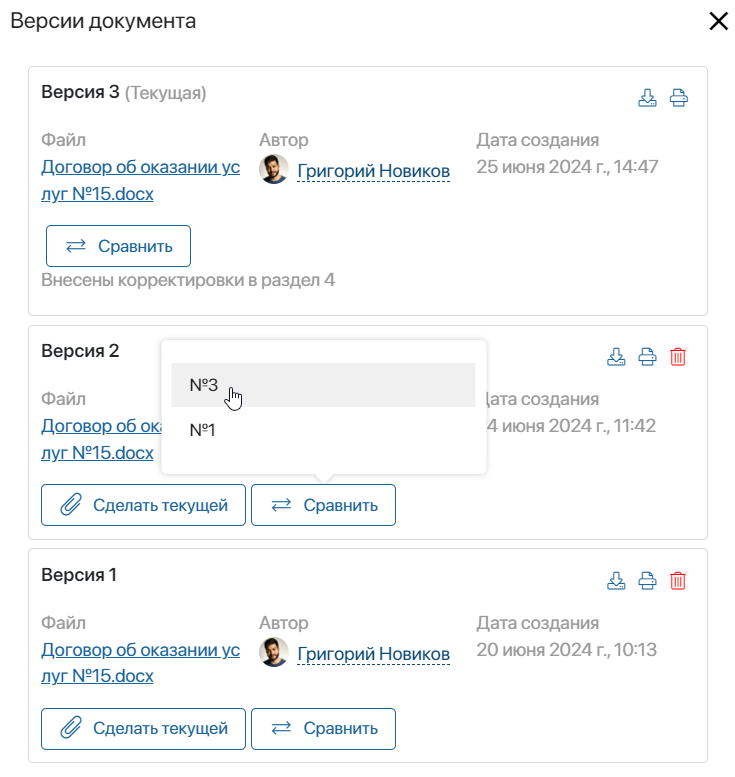 Версии документа
Версия 3 (Текущая)
Файл Автор Дата создания
Договор об оказании ус Григорий Новиков 25 июня 2024 г., 14:47
луг №15.docx
Сравнить
Внесены корректировки в раздел 4
Версия 2
№3
Файл дата создания
Договор об ока 4 июня 2024 г., 11:42
№1
луг №15.docx
Сделать текущей Сравнить
Версия 1
Файл Автор Дата создания
Договор об оказании ус Григорий Новиков 20 июня 2024 г., 10:13
луг №15.docx
Сделать текущей Сравнить